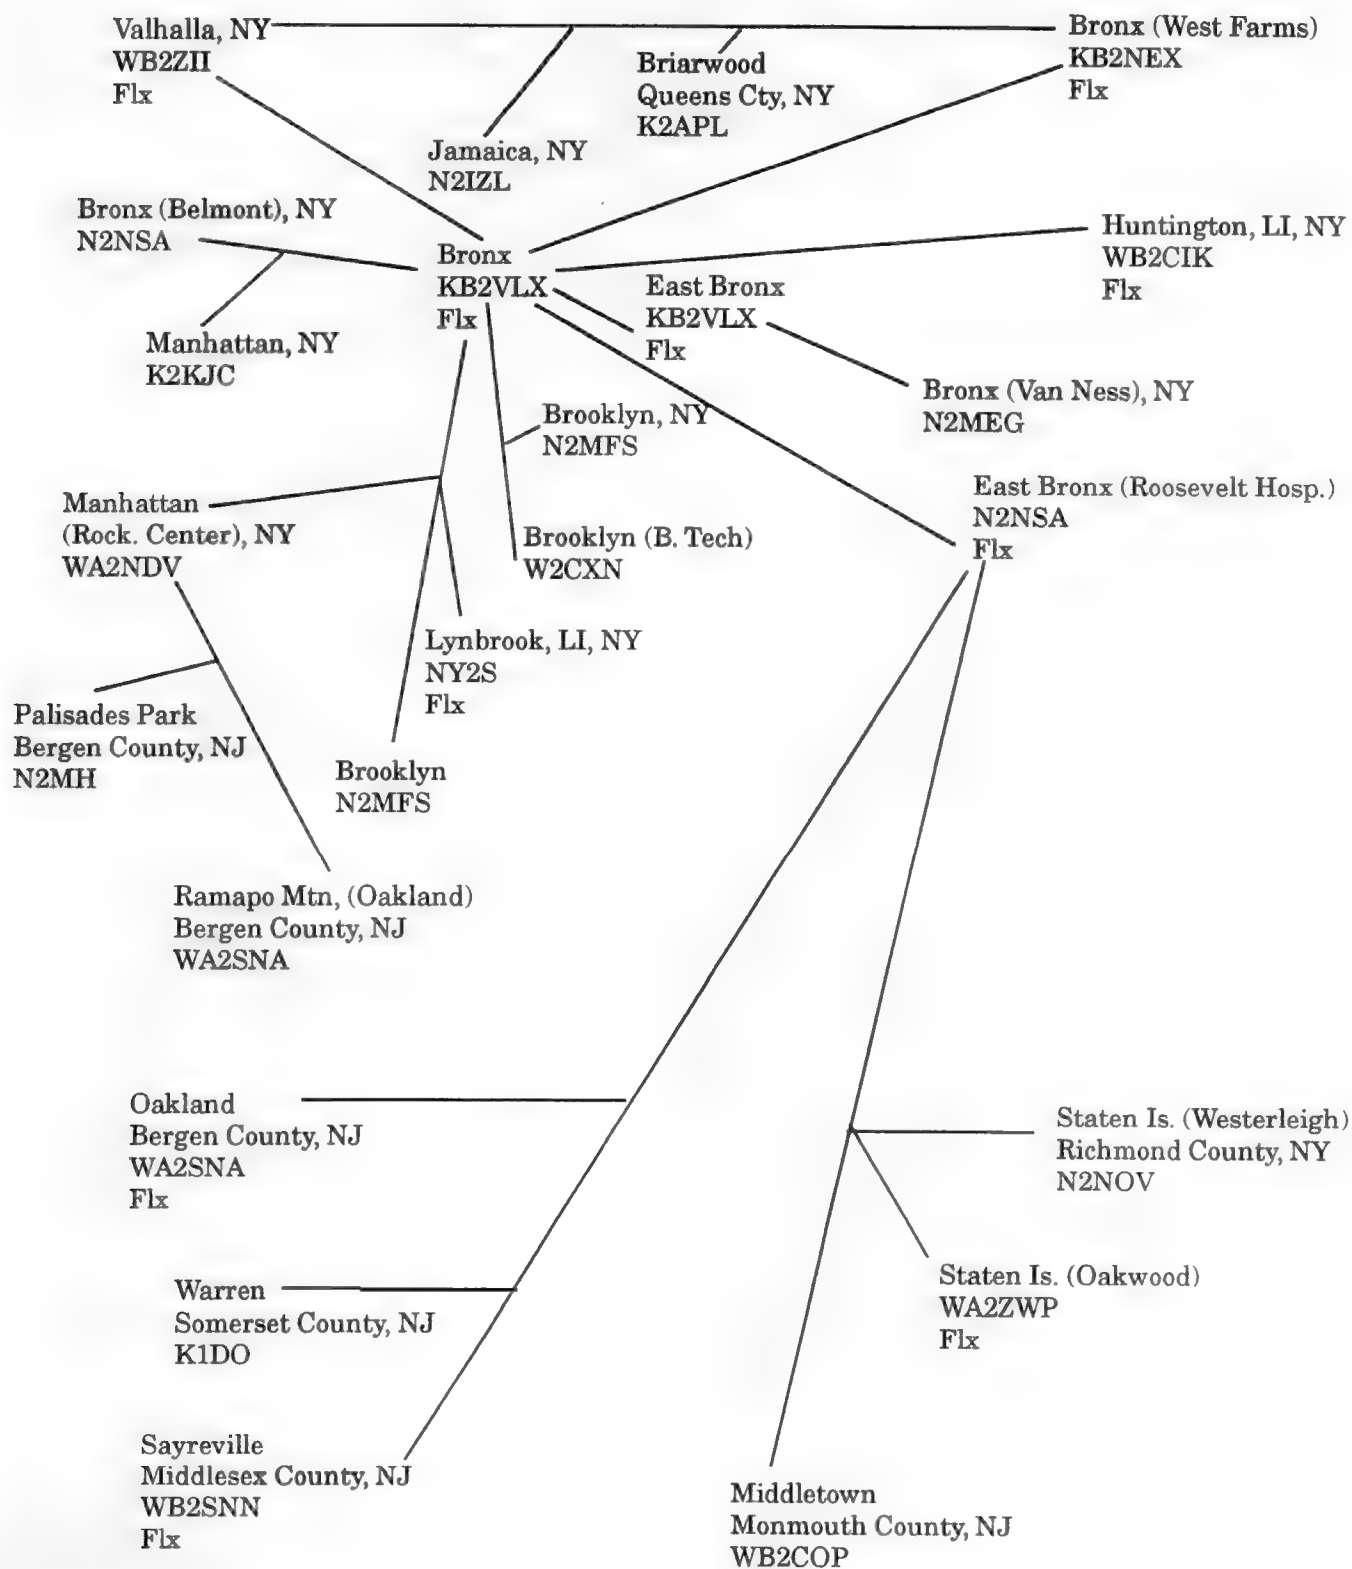 Valhalla, NY
WB2ZII
Flx
Bronx (West Farms)
KB2NEX
Flx
Briarwood
Queens Cty, NY
K2APL
Jamaica, NY
N2IZL
Bronx (Belmont), NY
N2NSA
Manhattan, NY
K2KJC
Bronx
KB2VLX
Flx
East Bronx
KB2VLX
Flx
Huntington, LI, NY
WB2CIK
Flx
Bronx (Van Ness), NY
N2MEG
Brooklyn, NY
N2MFS
Brooklyn (B. Tech)
W2CXN
East Bronx (Roosevelt Hosp.)
N2NSA
Flx
Manhattan
(Rock. Center), NY
WA2NDV
Lynbrook, LI, NY
NY2S
Flx
Palisades Park
Bergen County, NJ
N2MH
Brooklyn
N2MFS
Ramapo Mtn, (Oakland)
Bergen County, NJ
WA2SNA
Oakland
Bergen County, NJ
WA2SNA
Flx
Staten Is. (Westerleigh)
Richmond County, NY
N2NOV
Warren
Somerset County, NJ
K1DO
Staten Is. (Oakwood)
WA2ZWP
Flx
Sayreville
Middlesex County, NJ
WB2SNN
Flx
Middletown
Monmouth County, NJ
WB2COP